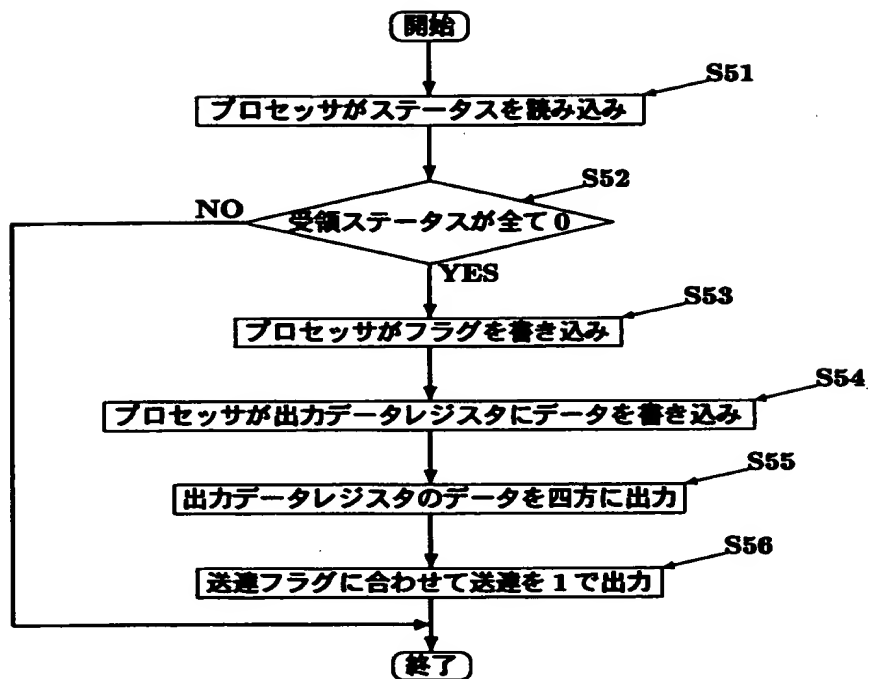 開始
S51
プロセッサがステータスを読み込み
S52
NO
受領ステータスが全て0
YES
S53
プロセッサがフラグを書き込み
S54
プロセッサが出力データレジスタにデータを書き込み
S55
出力データレジスタのデータを四方に出力
S56
送達フラグに合わせて送達を1で出力
終了